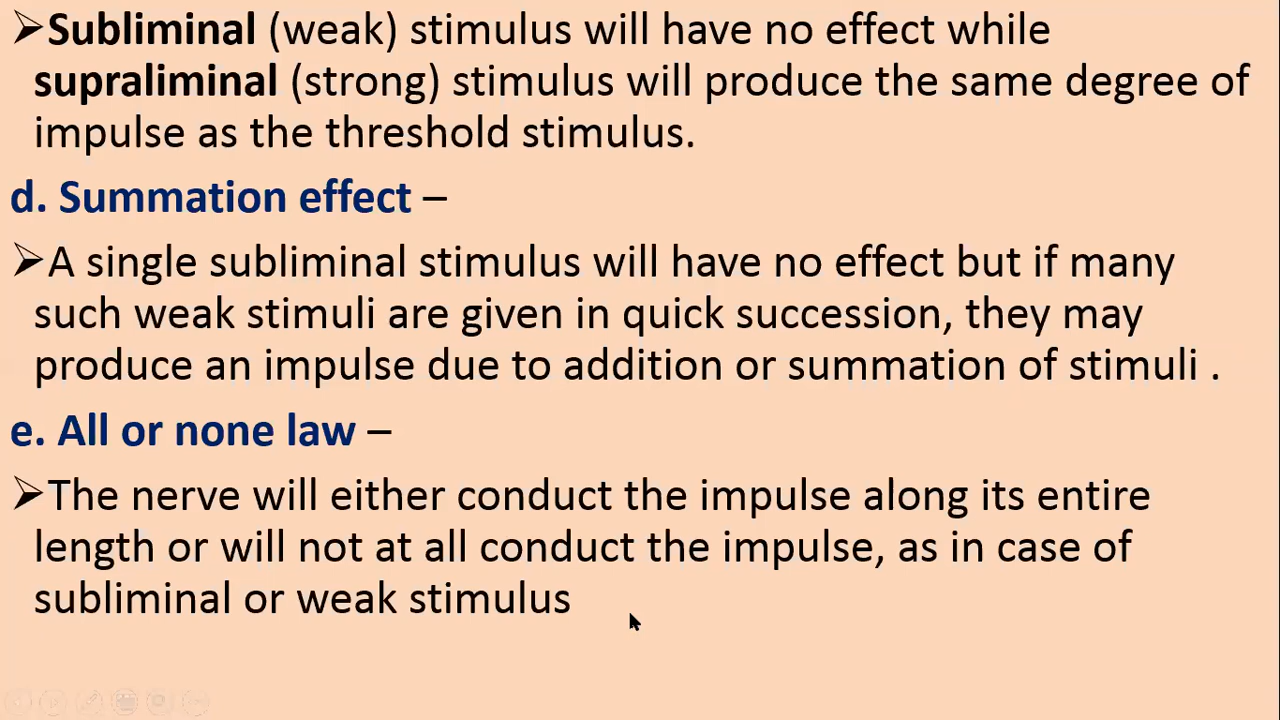 ➢Subliminal (weak) stimulus will have no effect while
supraliminal (strong) stimulus will produce the same degree of
impulse as the threshold stimulus.
d. Summation effect –
➢A single subliminal stimulus will have no effect but if many
such weak stimuli are given in quick succession, they may
produce an impulse due to addition or summation of stimuli .
e. All or none law –
➢The nerve will either conduct the impulse along its entire
length or will not at all conduct the impulse, as in case of
subliminal or weak stimulus